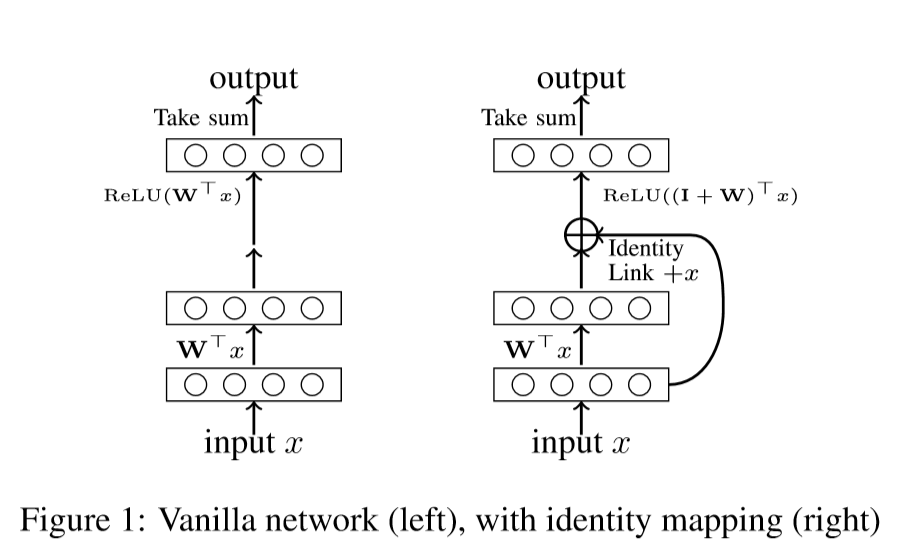 output
Take sum
ReLU(W⊤x)
W⊤x
input x
output
Take sum
ReLU((I + W)⊤x)
Identity
Link +x
W⊤x
input x
Figure 1: Vanilla network (left), with identity mapping (right)